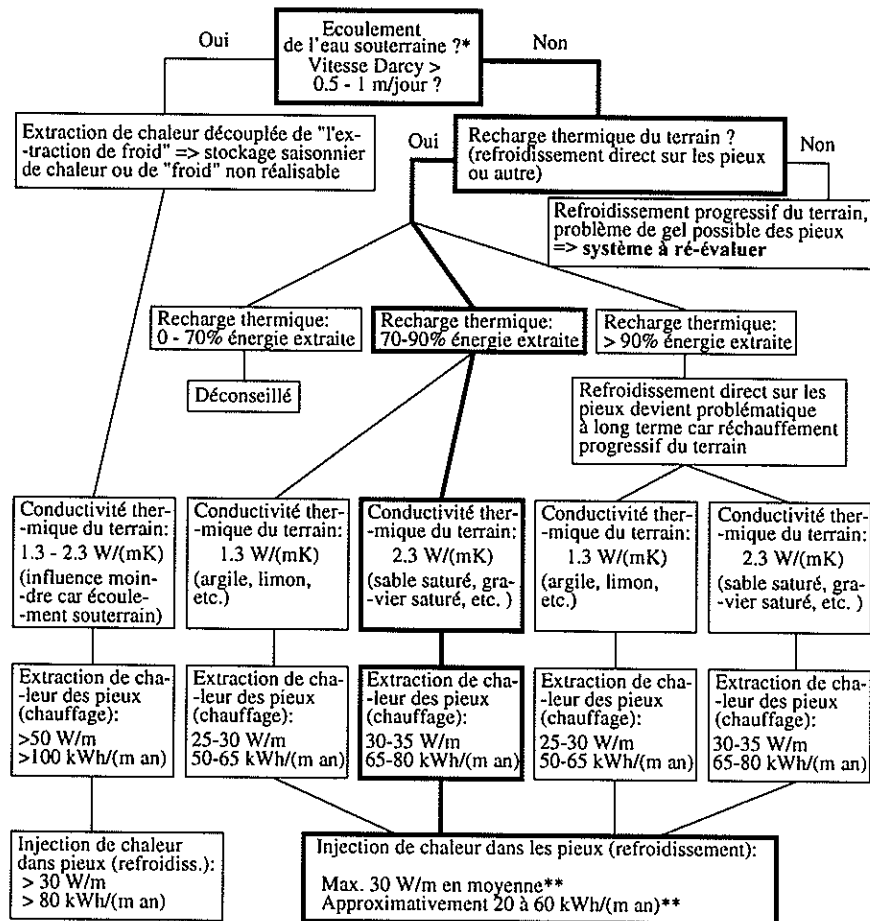 Ecoulement
de l'eau souterraine ?*
Vitesse Darcy >
0.5 - 1 m/jour ?
Oui
Non
Extraction de chaleur découplée de "l'ex-
-traction de froid" => stockage saisonnier
de chaleur ou de "froid" non réalisable
Oui
Recharge thermique du terrain ?
(refroidissement direct sur les pieux
ou autre)
Non
Refroidissement progressif du terrain,
problème de gel possible des pieux
=> système à ré-évaluer
Recharge thermique:
0 - 70% énergie extraite
Recharge thermique:
70-90% énergie extraite
Recharge thermique:
> 90% énergie extraite
Déconseillé
Refroidissement direct sur les
pieux devient problématique
à long terme car réchauffement
progressif du terrain
Conductivité ther-
-mique du terrain:
1.3 - 2.3 W/(mK)
(influence moin-
-dre car écoule-
-ment souterrain)
Conductivité ther-
-mique du terrain:
1.3 W/(mK)
(argile, limon,
etc.)
Conductivité ther-
-mique du terrain:
2.3 W/(mK)
(sable saturé, gra-
-vier saturé, etc. )
Conductivité ther-
-mique du terrain:
1.3 W/(mK)
(argile, limon,
etc.)
Conductivité ther-
-mique du terrain:
2.3 W/(mK)
(sable saturé, gra-
-vier saturé, etc. )
Extraction de cha-
-leur des pieux
(chauffage):
>50 W/m
>100 kWh/(m an)
Extraction de cha-
-leur des pieux
(chauffage):
25-30 W/m
50-65 kWh/(m an)
Extraction de cha-
-leur des pieux
(chauffage):
30-35 W/m
65-80 kWh/(m an)
Extraction de cha-
-leur des pieux
(chauffage):
25-30 W/m
50-65 kWh/(m an)
Extraction de cha-
-leur des pieux
(chauffage):
30-35 W/m
65-80 kWh/(m an)
Injection de chaleur
dans pieux (refroidiss.):
> 30 W/m
> 80 kWh/(m an)
Injection de chaleur dans les pieux (refroidissement):
Max. 30 W/m en moyenne**
Approximativement 20 à 60 kWh/(m an)**